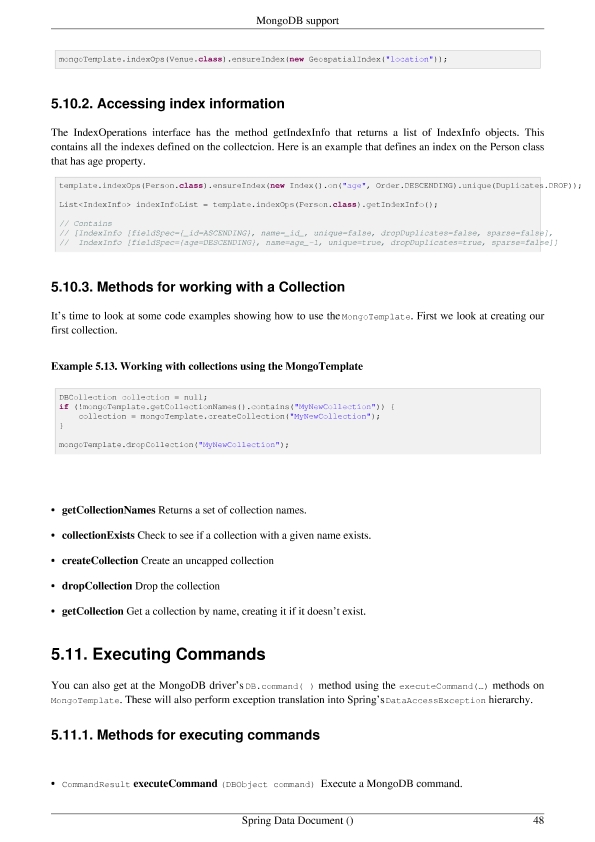 MongoDB support
mongoTemplate.indexOps(Venue.class).ensureIndex(new GeospatialIndex("location"));
5.10.2. Accessing index information
The IndexOperations interface has the method getIndexInfo that returns a list of IndexInfo objects. This
contains all the indexes defined on the collectcion. Here is an example that defines an index on the Person class
that has age property.
template.indexOps(Person.class).ensureIndex(new Index().on("age", Order.DESCENDING).unique(Duplicates.DROP));
List<IndexInfo> indexInfoList = template.indexOps(Person.class).getIndexInfo();
// Contains
// [IndexInfo [fieldSpec={_id=ASCENDING}, name=_id_, unique=false, dropDuplicates=false, sparse=false],
//  IndexInfo [fieldSpec={age=DESCENDING}, name=age_-1, unique=true, dropDuplicates=true, sparse=false]]
5.10.3. Methods for working with a Collection
It's time to look at some code examples showing how to use the MongoTemplate. First we look at creating our
first collection.
Example 5.13. Working with collections using the MongoTemplate
DBCollection collection = null;
if (!mongoTemplate.getCollectionNames().contains("MyNewCollection")) {
    collection = mongoTemplate.createCollection("MyNewCollection");
}
mongoTemplate.dropCollection("MyNewCollection");
• getCollectionNames Returns a set of collection names.
• collectionExists Check to see if a collection with a given name exists.
• createCollection Create an uncapped collection
• dropCollection Drop the collection
• getCollection Get a collection by name, creating it if it doesn't exist.
5.11. Executing Commands
You can also get at the MongoDB driver's DB.command( ) method using the executeCommand(…) methods on
MongoTemplate. These will also perform exception translation into Spring's DataAccessException hierarchy.
5.11.1. Methods for executing commands
• CommandResult executeCommand (DBObject command) Execute a MongoDB command.
Spring Data Document () 48